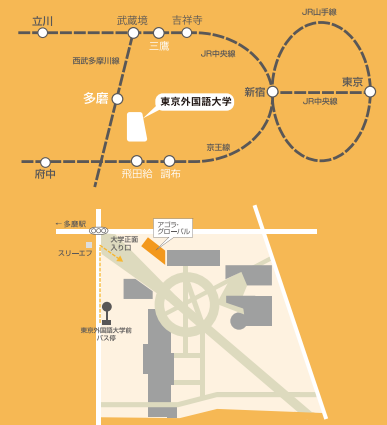 JR山手線
立川
武蔵境
吉祥寺
三鷹
JR中央線
西武多摩川線
東京
新宿
多磨
東京外国語大学
JR中央線
京王線
府中
飛田給
調布
←多磨駅
アゴラ・
グローバル
大学正面
入り口
スリーエフ
東京外国語大学前
バス停